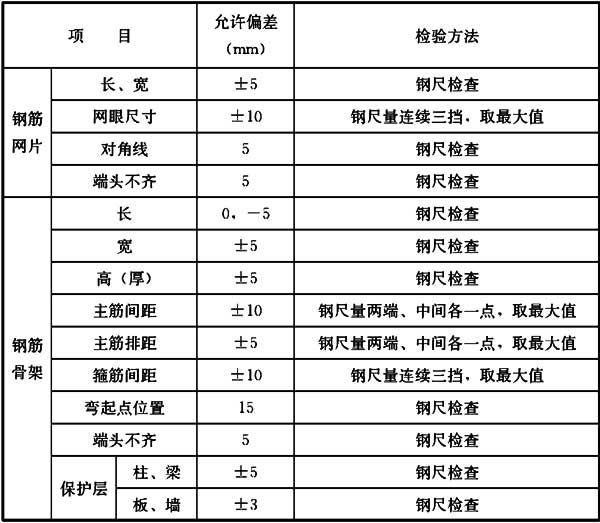 项 目 允许偏差（mm） 检验方法
钢筋网片 长、宽 ±5 钢尺检查
网眼尺寸 ±10 钢尺量连续三挡，取最大值
对角线 5 钢尺检查
端头不齐 5 钢尺检查
钢筋骨架 长 0，－5 钢尺检查
宽 ±5 钢尺检查
高（厚） ±5 钢尺检查
主筋间距 ±10 钢尺量两端、中间各一点，取最大值
主筋排距 ±5 钢尺量两端、中间各一点，取最大值
箍筋间距 ±10 钢尺量连续三挡，取最大值
弯起点位置 15 钢尺检查
端头不齐 5 钢尺检查
保护层 柱、梁 ±5 钢尺检查
板、墙 ±3 钢尺检查